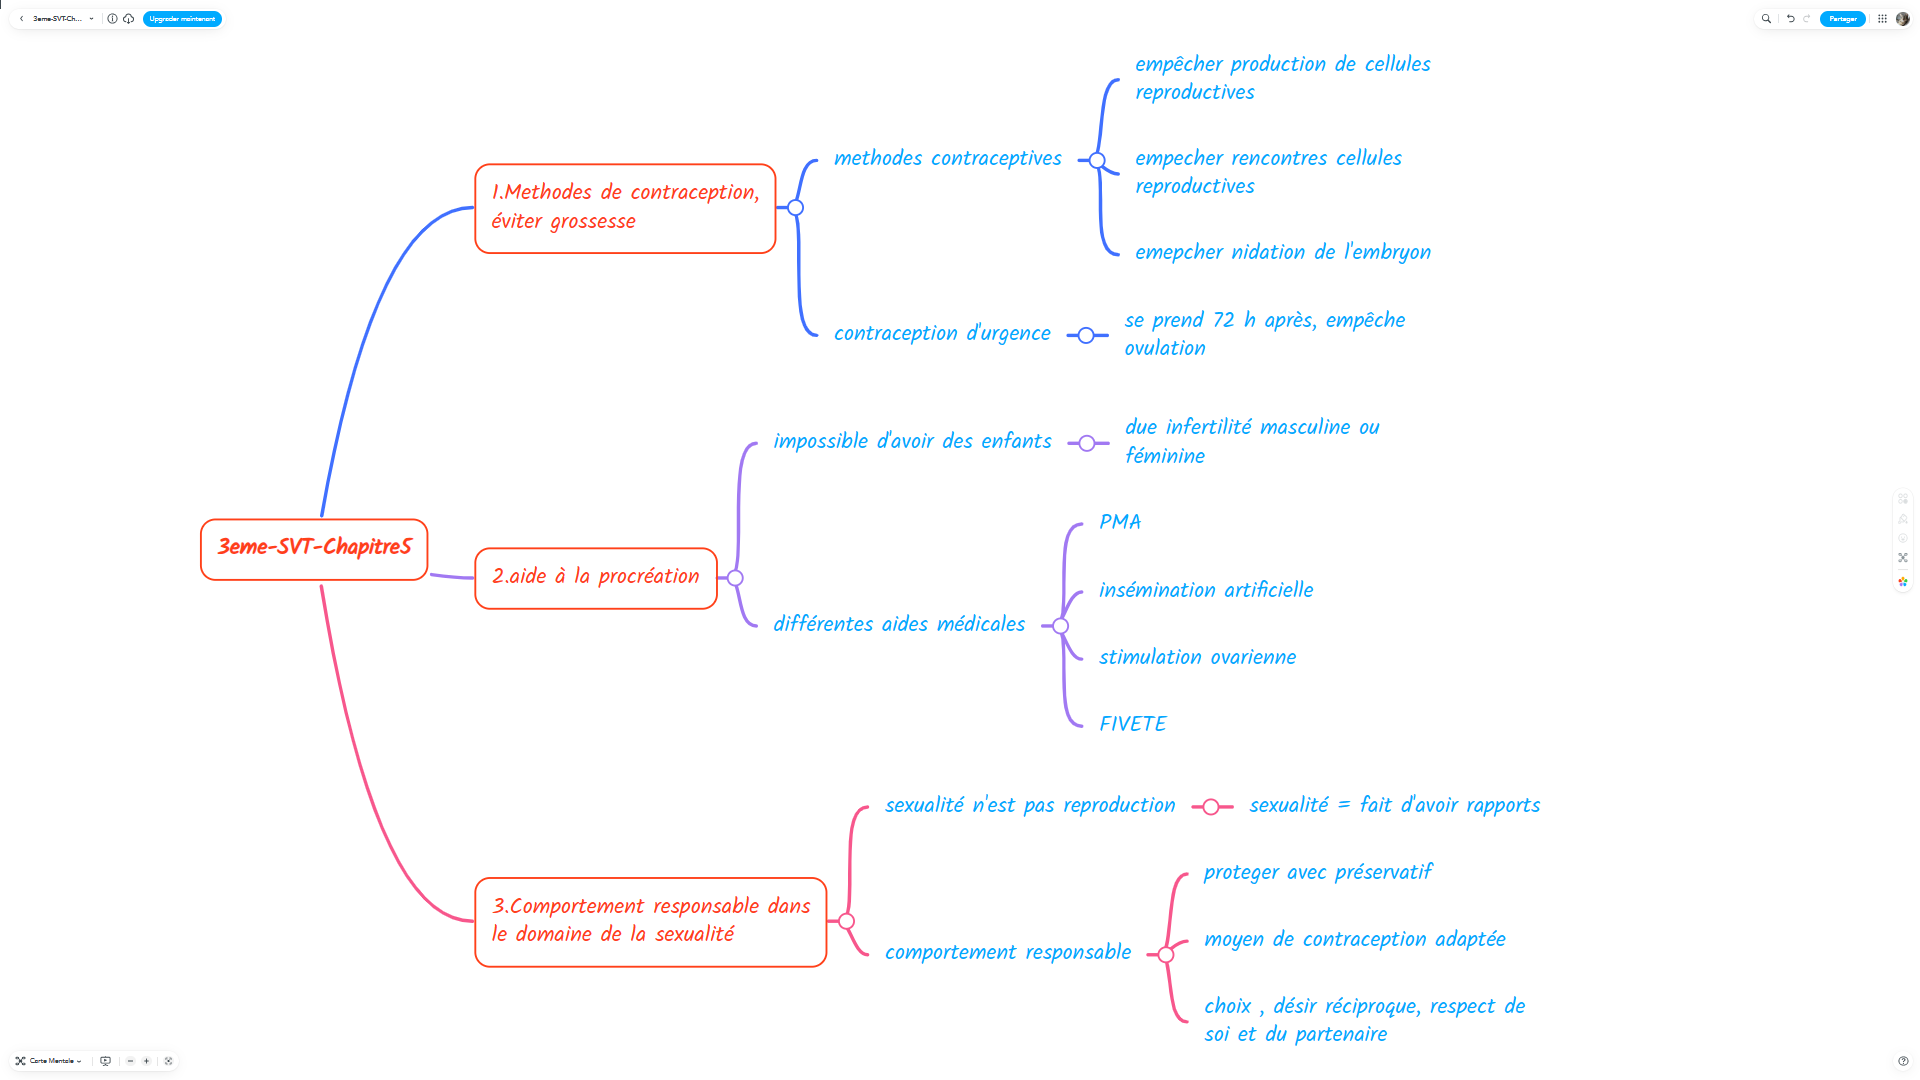 3eme-SVT-Ch...
Upgrader maintenant
Partager
empêcher production de cellules
reproductives
methodes contraceptives
empecher rencontres cellules
reproductives
1.Methodes de contraception,
éviter grossesse
emepcher nidation de l'embryon
contraception d'urgence
se prend 72 h après, empêche
ovulation
impossible d'avoir des enfants
due infertilité masculine ou
féminine
PMA
3eme-SVT-Chapitre5
2.aide à la procréation
insémination artificielle
différentes aides médicales
stimulation ovarienne
FIVETE
sexualité n'est pas reproduction
sexualité = fait d'avoir rapports
proteger avec préservatif
3.Comportement responsable dans
le domaine de la sexualité
comportement responsable
moyen de contraception adaptée
choix , désir réciproque, respect de
soi et du partenaire
Carte Mentale